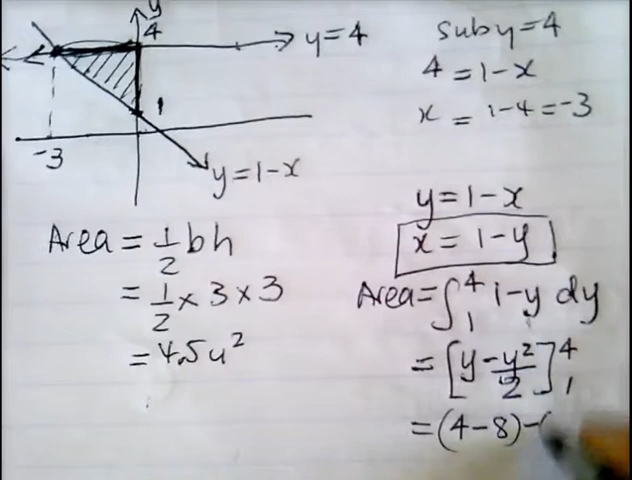 y
4
y=4
1
-3
y=1-x
sub y=4
4 = 1-x
x = 1-4 = -3
Area = 1/2 bh
= 1/2 × 3 × 3
= 4.5u²
y = 1-x
x = 1-y
Area = ∫₁⁴ 1-y dy
= [y - y²/2]₁⁴
= (4-8)-(